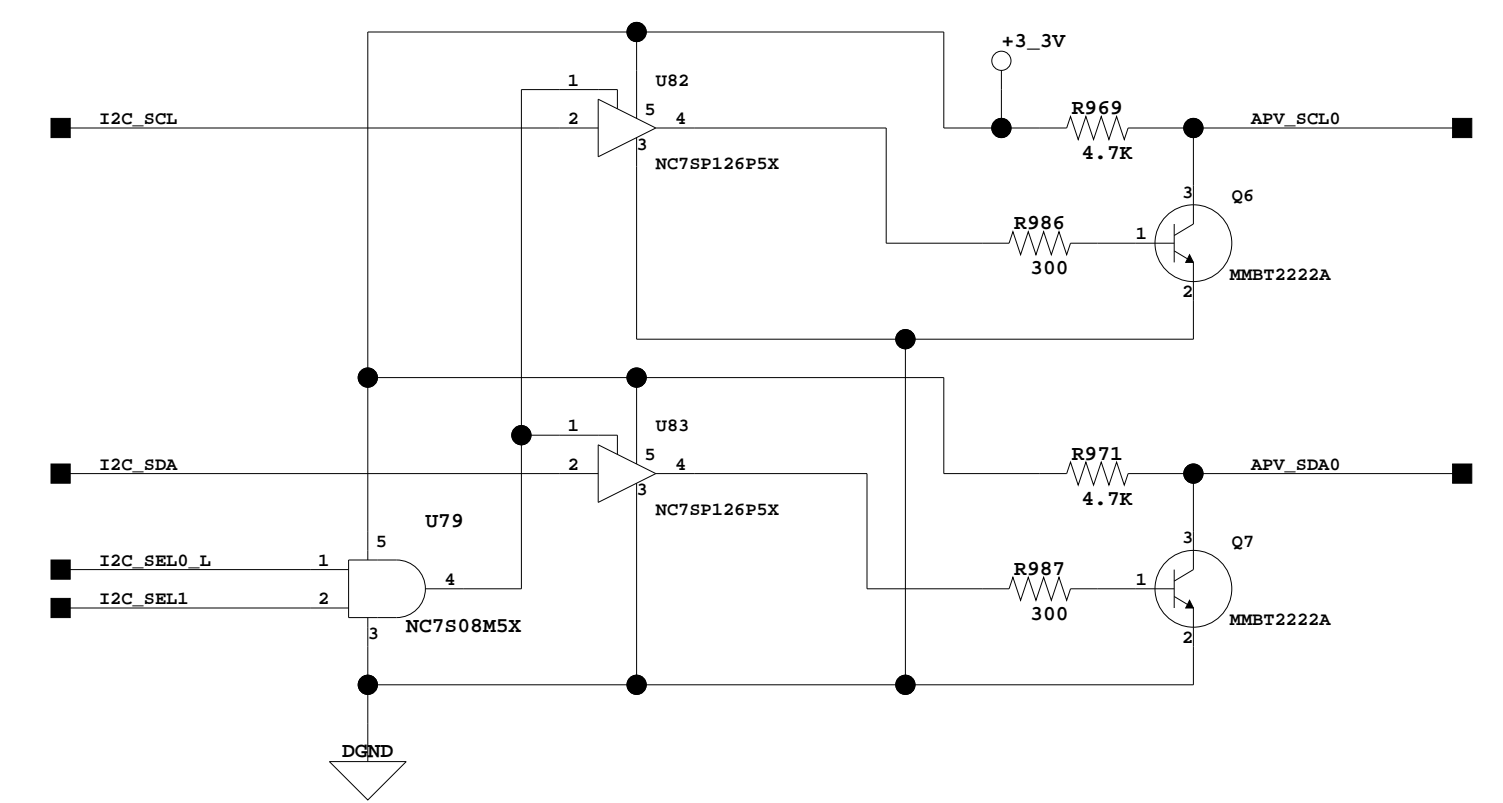 +3_3V
1
U82
I2C_SCL
2
5
4
3
NC7SP126P5X
R969
4.7K
APV_SCL0
3
Q6
R986
300
1
MMBT2222A
2
1
U83
I2C_SDA
2
5
4
3
NC7SP126P5X
R971
4.7K
APV_SDA0
U79
5
I2C_SEL0_L
1
4
I2C_SEL1
2
3
NC7S08M5X
3
Q7
R987
300
1
MMBT2222A
2
DGND